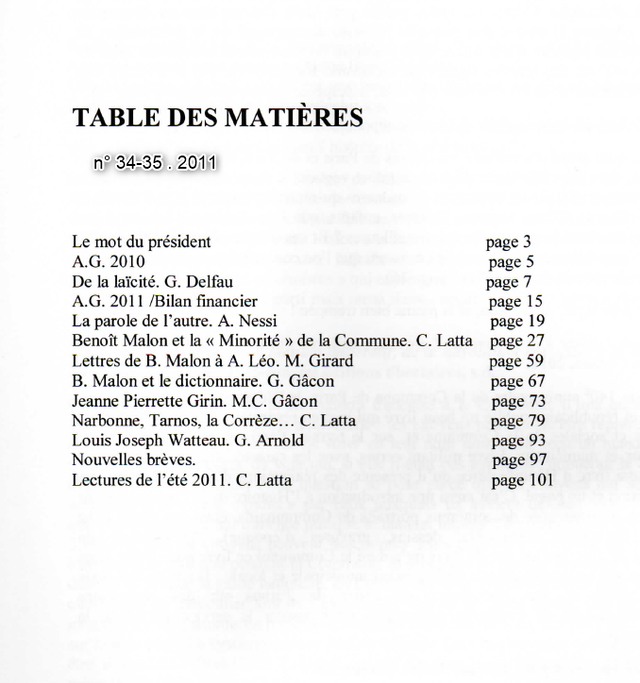 TABLE DES MATIÈRES
n° 34-35 . 2011
Le mot du président page 3
A.G. 2010 page 5
De la laïcité. G. Delfau page 7
A.G. 2011 /Bilan financier page 15
La parole de l'autre. A. Nessi page 19
Benoît Malon et la « Minorité » de la Commune. C. Latta page 27
Lettres de B. Malon à A. Léo. M. Girard page 59
B. Malon et le dictionnaire. G. Gâcon page 67
Jeanne Pierrette Girin. M.C. Gâcon page 73
Narbonne, Tarnos, la Corrèze… C. Latta page 79
Louis Joseph Watteau. G. Arnold page 93
Nouvelles brèves. page 97
Lectures de l'été 2011. C. Latta page 101